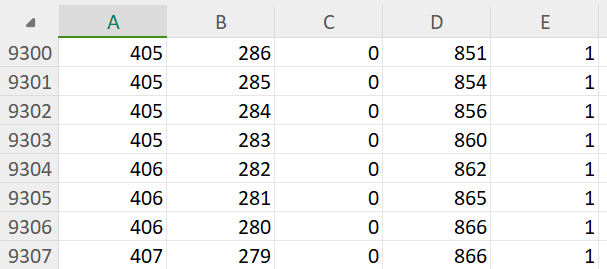 A B C D E
9300 405 286 0 851 1
9301 405 285 0 854 1
9302 405 284 0 856 1
9303 405 283 0 860 1
9304 406 282 0 862 1
9305 406 281 0 865 1
9306 406 280 0 866 1
9307 407 279 0 866 1